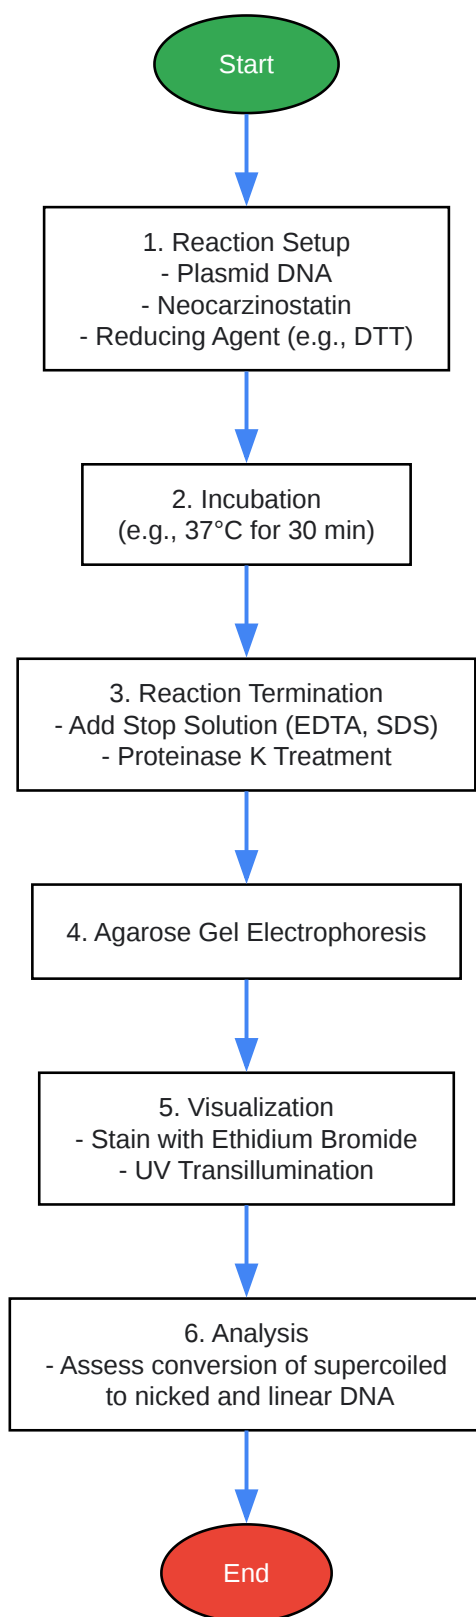 Start
1. Reaction Setup
- Plasmid DNA
- Neocarzinostatin
- Reducing Agent (e.g., DTT)
2. Incubation
(e.g., 37°C for 30 min)
3. Reaction Termination
- Add Stop Solution (EDTA, SDS)
- Proteinase K Treatment
4. Agarose Gel Electrophoresis
5. Visualization
- Stain with Ethidium Bromide
- UV Transillumination
6. Analysis
- Assess conversion of supercoiled
to nicked and linear DNA
End